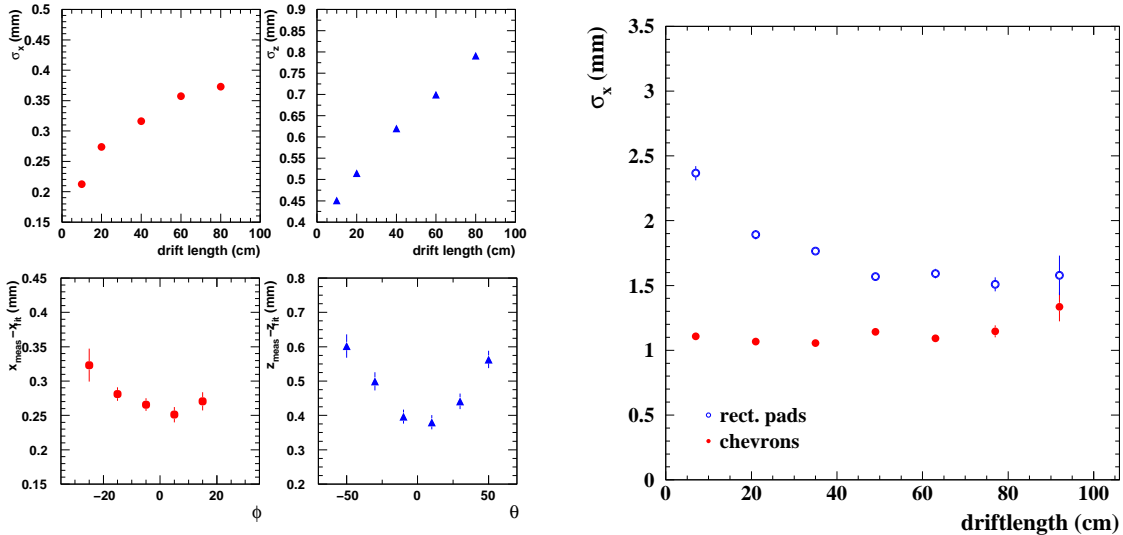 σx (mm)
0.5
0.45
0.4
0.35
0.3
0.25
0.2
0.15
0 20 40 60 80 100
drift length (cm)
σz (mm)
0.9
0.85
0.8
0.75
0.7
0.65
0.6
0.55
0.5
0.45
0.4
0 20 40 60 80 100
drift length (cm)
xmeas−xfit (mm)
0.45
0.4
0.35
0.3
0.25
0.2
0.15
−20 0 20
ϕ
zmeas−zfit (mm)
0.8
0.7
0.6
0.5
0.4
0.3
0.2
−50 0 50
θ
σx (mm)
3.5
3
2.5
2
1.5
1
0.5
0
rect. pads
chevrons
0 20 40 60 80 100
driftlength (cm)